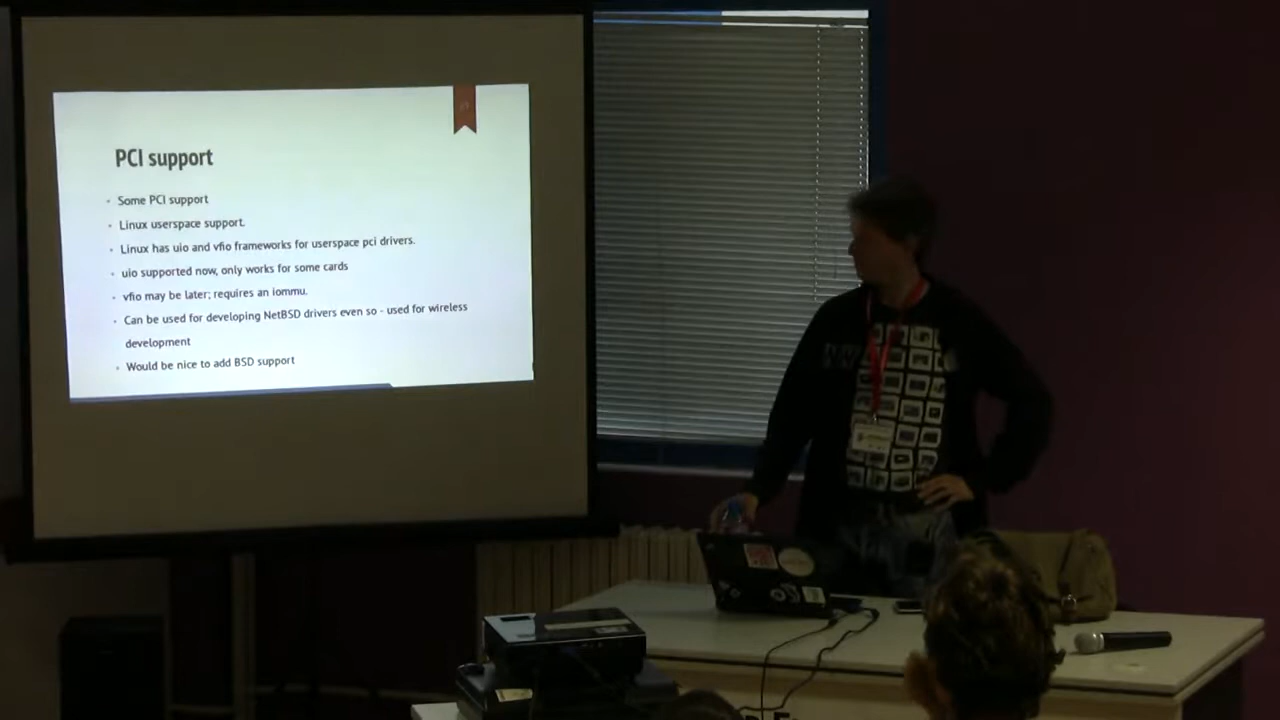 PCI support
Some PCI support
Linux userspace support.
Linux has uio and vfio frameworks for userspace pci drivers.
uio supported now, only works for some cards
vfio may be later; requires an iommu.
Can be used for developing NetBSD drivers even so - used for wireless
development
Would be nice to add BSD support